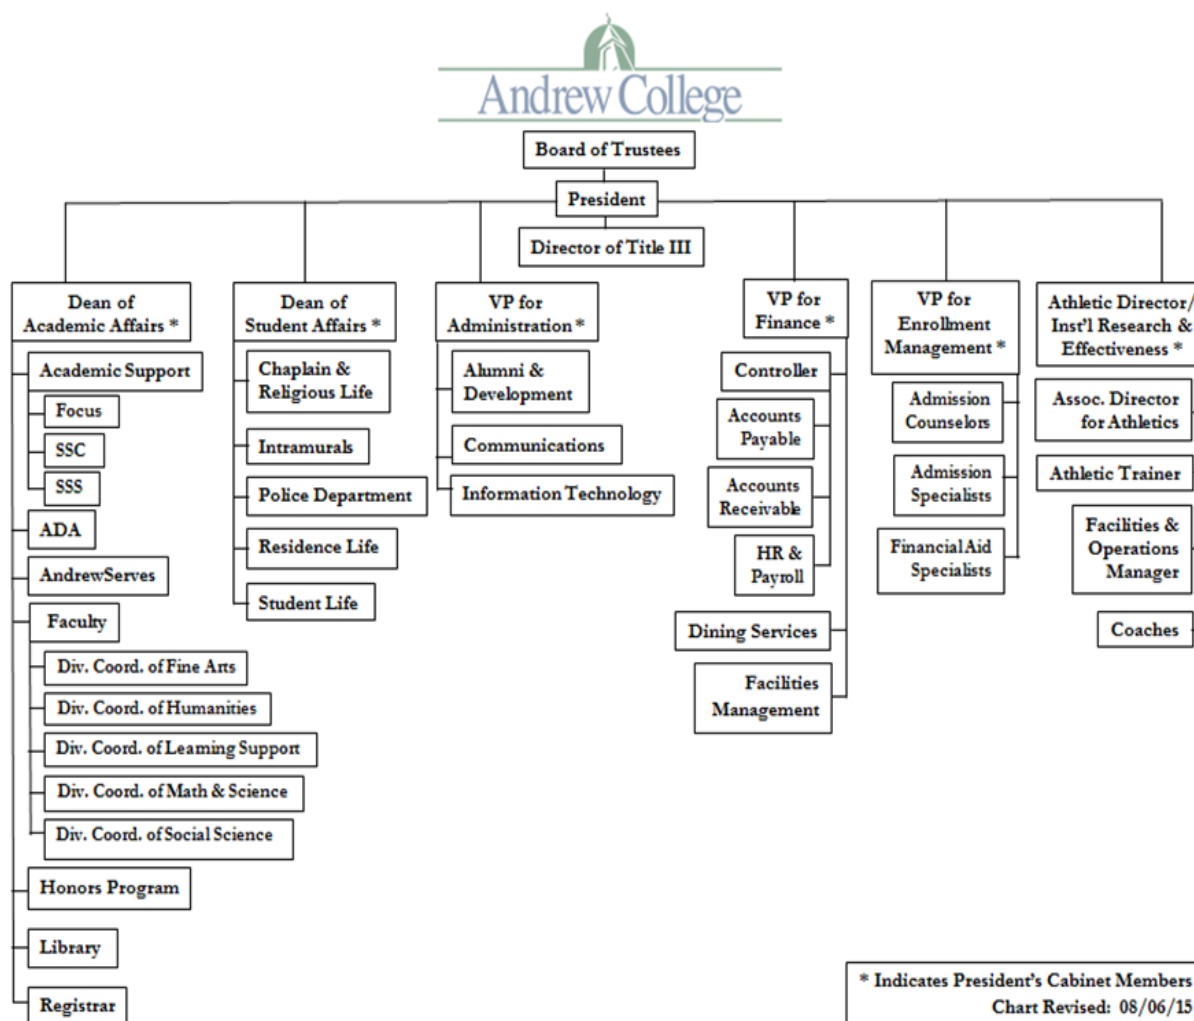 Andrew College
Board of Trustees
President
Director of Title III
Dean of
Academic Affairs *
Academic Support
Focus
SSC
SSS
ADA
AndrewServes
Faculty
Div. Coord. of Fine Arts
Div. Coord. of Humanities
Div. Coord. of Learning Support
Div. Coord. of Math & Science
Div. Coord. of Social Science
Honors Program
Library
Registrar
Dean of
Student Affairs *
Chaplain &
Religious Life
Intramurals
Police Department
Residence Life
Student Life
VP for
Administration *
Alumni &
Development
Communications
Information Technology
VP for
Finance *
Controller
Accounts
Payable
Accounts
Receivable
HR &
Payroll
Dining Services
Facilities
Management
VP for
Enrollment
Management *
Admission
Counselors
Admission
Specialists
Financial Aid
Specialists
Athletic Director/
Inst'l Research &
Effectiveness *
Assoc. Director
for Athletics
Athletic Trainer
Facilities &
Operations
Manager
Coaches
* Indicates President's Cabinet Members
Chart Revised: 08/06/15